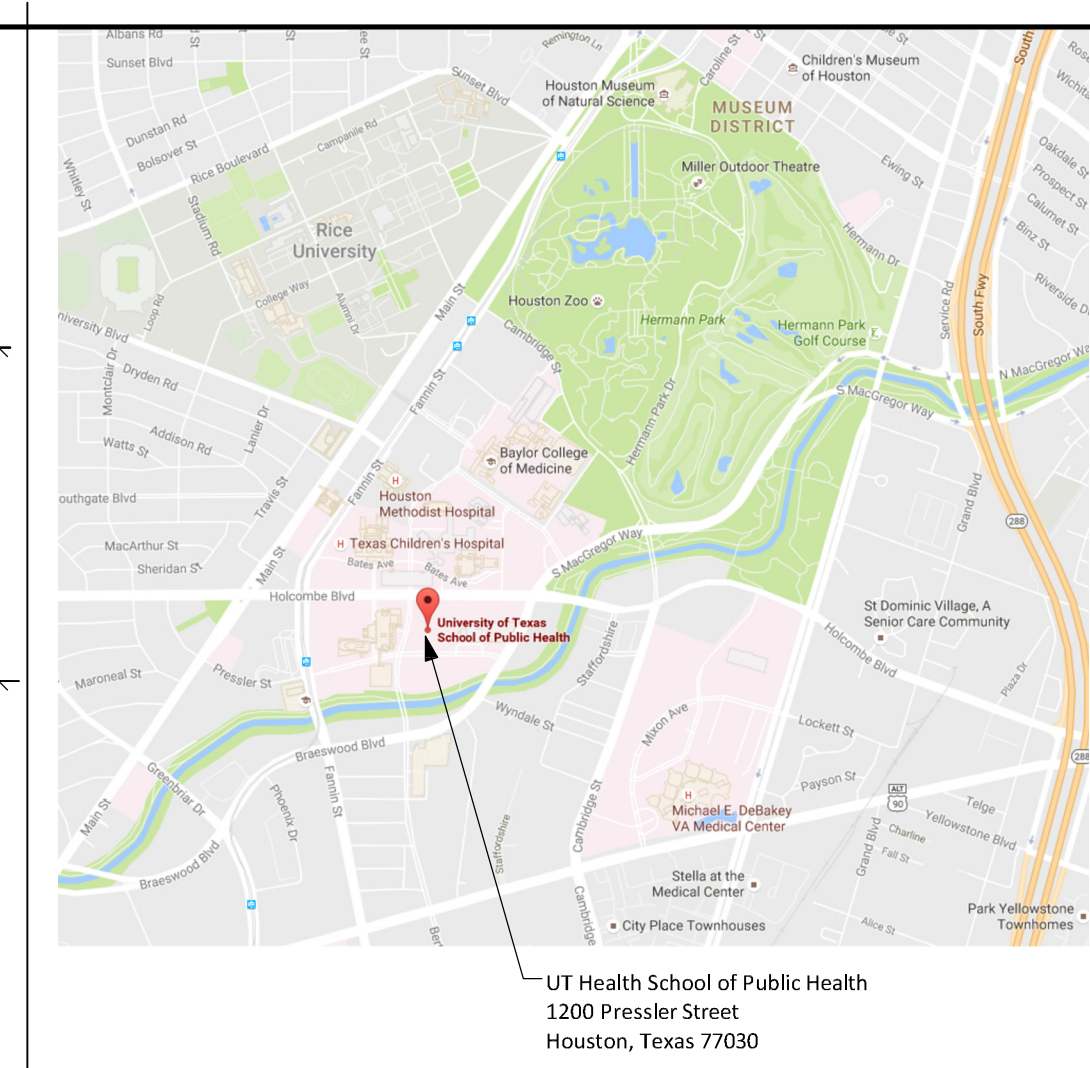 Albans Rd
Sunset Blvd
Remington Ln
Caroline St
Children's Museum
of Houston
South
Sunset Blvd
Houston Museum
of Natural Science
MUSEUM
DISTRICT
Dunstan Rd
Bolsover St
Rice Boulevard
Campanile Rd
Whitley St
Stadium Rd
Rice
University
Miller Outdoor Theatre
Ewing St
Oakdale St
Prospect St
Calumet St
Binz St
Hermann Dr
Riverside D
College Way
Alumni Dr
Loop Rd
Main St
Houston Zoo
Hermann Park
Hermann Park
Golf Course
Service Rd
South Fwy
niversity Blvd
Cambridge St
N MacGregor Wa
Montclair Dr
Dryden Rd
Fannin St
Hermann Park Dr
S MacGregor Way
Lanier Dr
Addison Rd
Watts St
Baylor College
of Medicine
Fannin St
Houston
Methodist Hospital
outhgate Blvd
Travis St
Grand Blvd
288
MacArthur St
H
H
Texas Children's Hospital
S MacGregor Way
Bates Ave
Bates Ave
Sheridan St
Main St
Holcombe Blvd
University of Texas
School of Public Health
St Dominic Village, A
Senior Care Community
Staffordshire
Holcombe Blvd
Maroneal St
Pressler St
Plaza Dr
Wyndale St
Mixon Ave
Lockett St
Braeswood Blvd
Greenbriar Dr
Fannin St
Phoenix Dr
Main St
Payson St
288
ALT
90
H
Michael E. DeBakey
VA Medical Center
Telge
Yellowstone Blvd
Charline
Fall St
Grand Blvd
Cambridge St
Staffordshire
Braeswood Blvd
Stella at the
Medical Center
City Place Townhouses
Cambridge
Alice St
Park Yellowstone
Townhomes
Ber
UT Health School of Public Health
1200 Pressler Street
Houston, Texas 77030